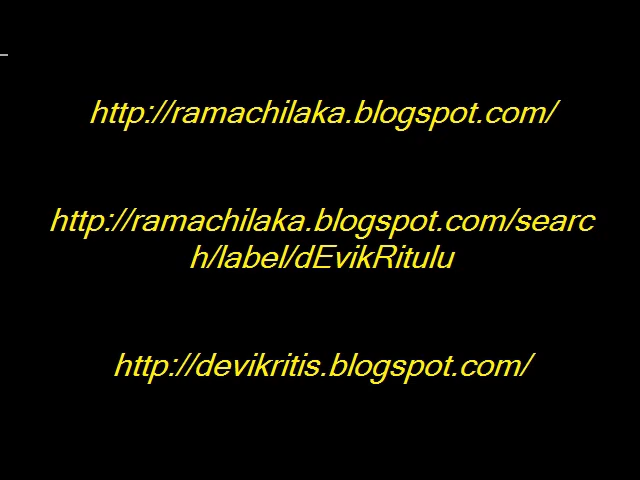 http://ramachilaka.blogspot.com/
http://ramachilaka.blogspot.com/searc
h/label/dEvikRitulu
http://devikritis.blogspot.com/